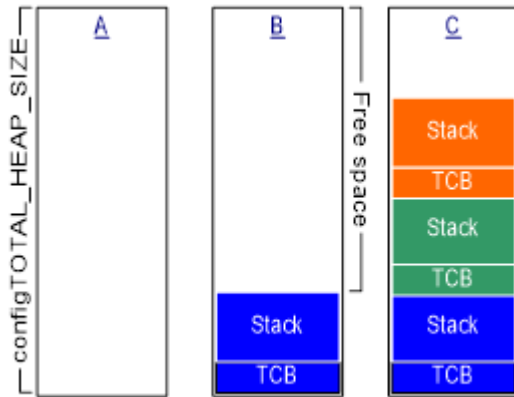 configTOTAL_HEAP_SIZE
A
B
Free space
Stack
TCB
C
Stack
TCB
Stack
TCB
Stack
TCB